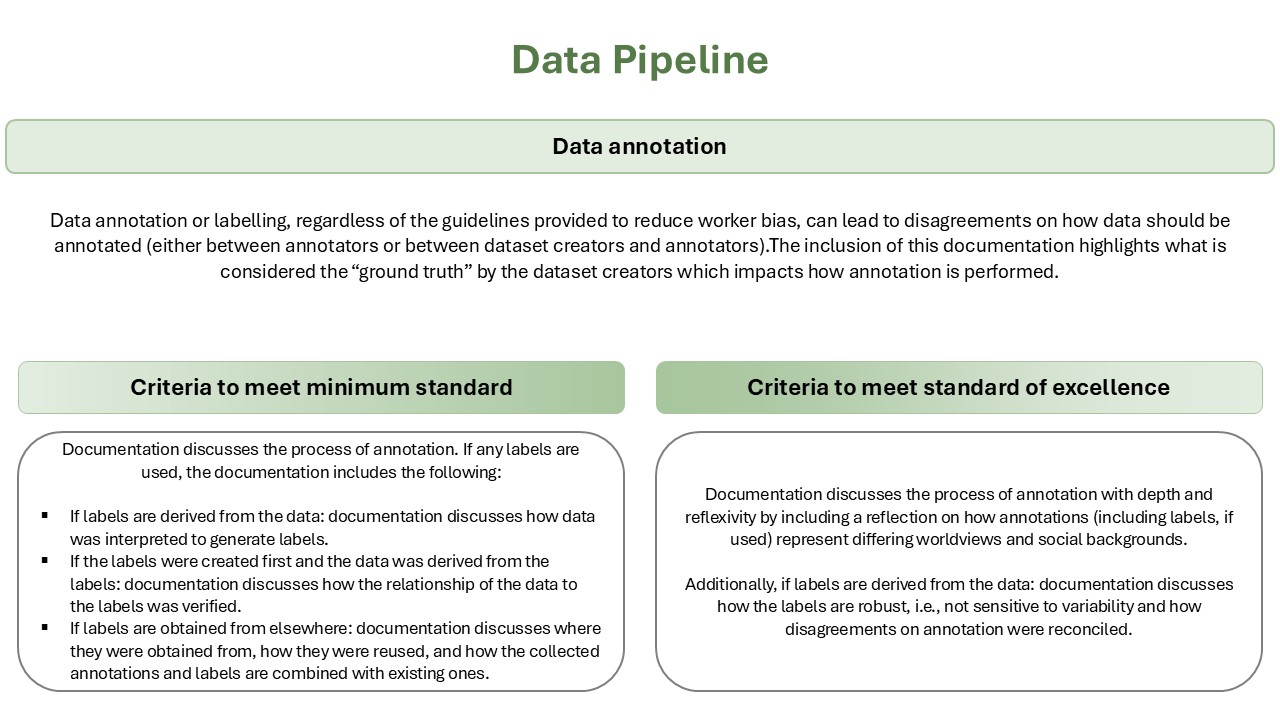 Data Pipeline
Data annotation
Data annotation or labelling, regardless of the guidelines provided to reduce worker bias, can lead to disagreements on how data should be
annotated (either between annotators or between dataset creators and annotators).The inclusion of this documentation highlights what is
considered the “ground truth” by the dataset creators which impacts how annotation is performed.
Criteria to meet minimum standard
Documentation discusses the process of annotation. If any labels are
used, the documentation includes the following:
▪ If labels are derived from the data: documentation discusses how data
was interpreted to generate labels.
▪ If the labels were created first and the data was derived from the
labels: documentation discusses how the relationship of the data to
the labels was verified.
▪ If labels are obtained from elsewhere: documentation discusses where
they were obtained from, how they were reused, and how the collected
annotations and labels are combined with existing ones.
Criteria to meet standard of excellence
Documentation discusses the process of annotation with depth and
reflexivity by including a reflection on how annotations (including labels, if
used) represent differing worldviews and social backgrounds.
Additionally, if labels are derived from the data: documentation discusses
how the labels are robust, i.e., not sensitive to variability and how
disagreements on annotation were reconciled.